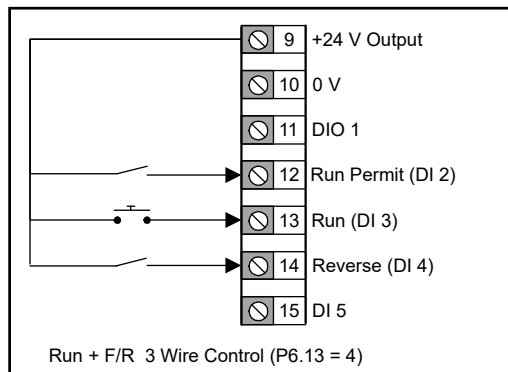 9 +24 V Output
10 0 V
11 DIO 1
12 Run Permit (DI 2)
13 Run (DI 3)
14 Reverse (DI 4)
15 DI 5
Run + F/R 3 Wire Control (P6.13 = 4)